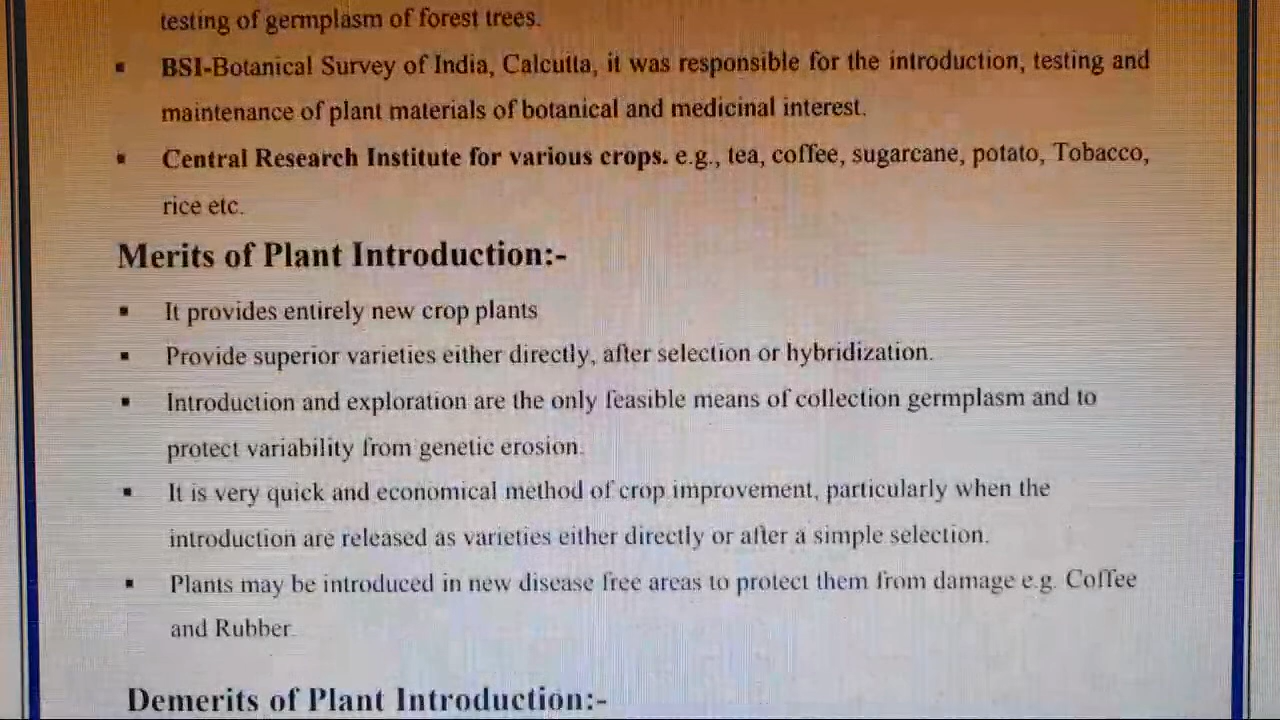 testing of germplasm of forest trees.
▪ BSI-Botanical Survey of India, Calcutta, it was responsible for the introduction, testing and
maintenance of plant materials of botanical and medicinal interest.
▪ Central Research Institute for various crops. e.g., tea, coffee, sugarcane, potato, Tobacco,
rice etc.
Merits of Plant Introduction:-
▪ It provides entirely new crop plants
▪ Provide superior varieties either directly, after selection or hybridization.
▪ Introduction and exploration are the only feasible means of collection germplasm and to
protect variability from genetic erosion.
▪ It is very quick and economical method of crop improvement, particularly when the
introduction are released as varieties either directly or after a simple selection.
▪ Plants may be introduced in new disease free areas to protect them from damage e.g. Coffee
and Rubber.
Demerits of Plant Introduction:-